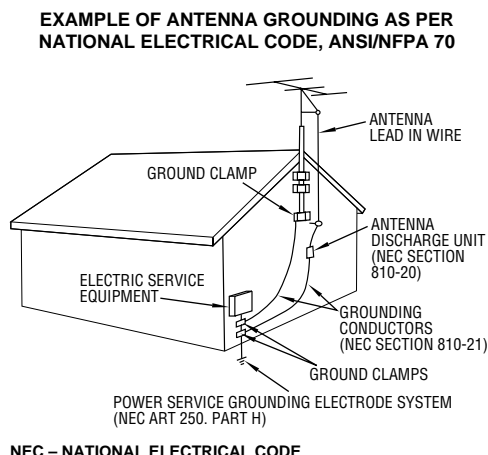 EXAMPLE OF ANTENNA GROUNDING AS PER
NATIONAL ELECTRICAL CODE, ANSI/NFPA 70
ANTENNA
LEAD IN WIRE
GROUND CLAMP
ANTENNA
DISCHARGE UNIT
(NEC SECTION
810-20)
ELECTRIC SERVICE
EQUIPMENT
GROUNDING
CONDUCTORS
(NEC SECTION 810-21)
GROUND CLAMPS
POWER SERVICE GROUNDING ELECTRODE SYSTEM
(NEC ART 250. PART H)
NEC – NATIONAL ELECTRICAL CODE